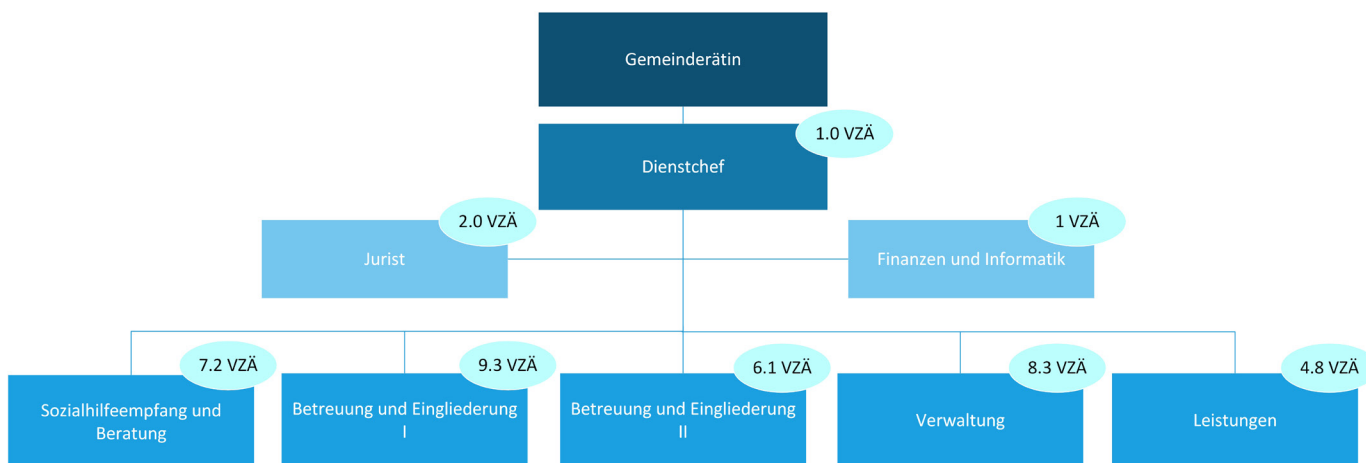 Gemeinderätin
1.0 VZÄ
Dienstchef
2.0 VZÄ
Jurist
1 VZÄ
Finanzen und Informatik
7.2 VZÄ
Sozialhilfeempfang und
Beratung
9.3 VZÄ
Betreuung und Eingliederung
I
6.1 VZÄ
Betreuung und Eingliederung
II
8.3 VZÄ
Verwaltung
4.8 VZÄ
Leistungen